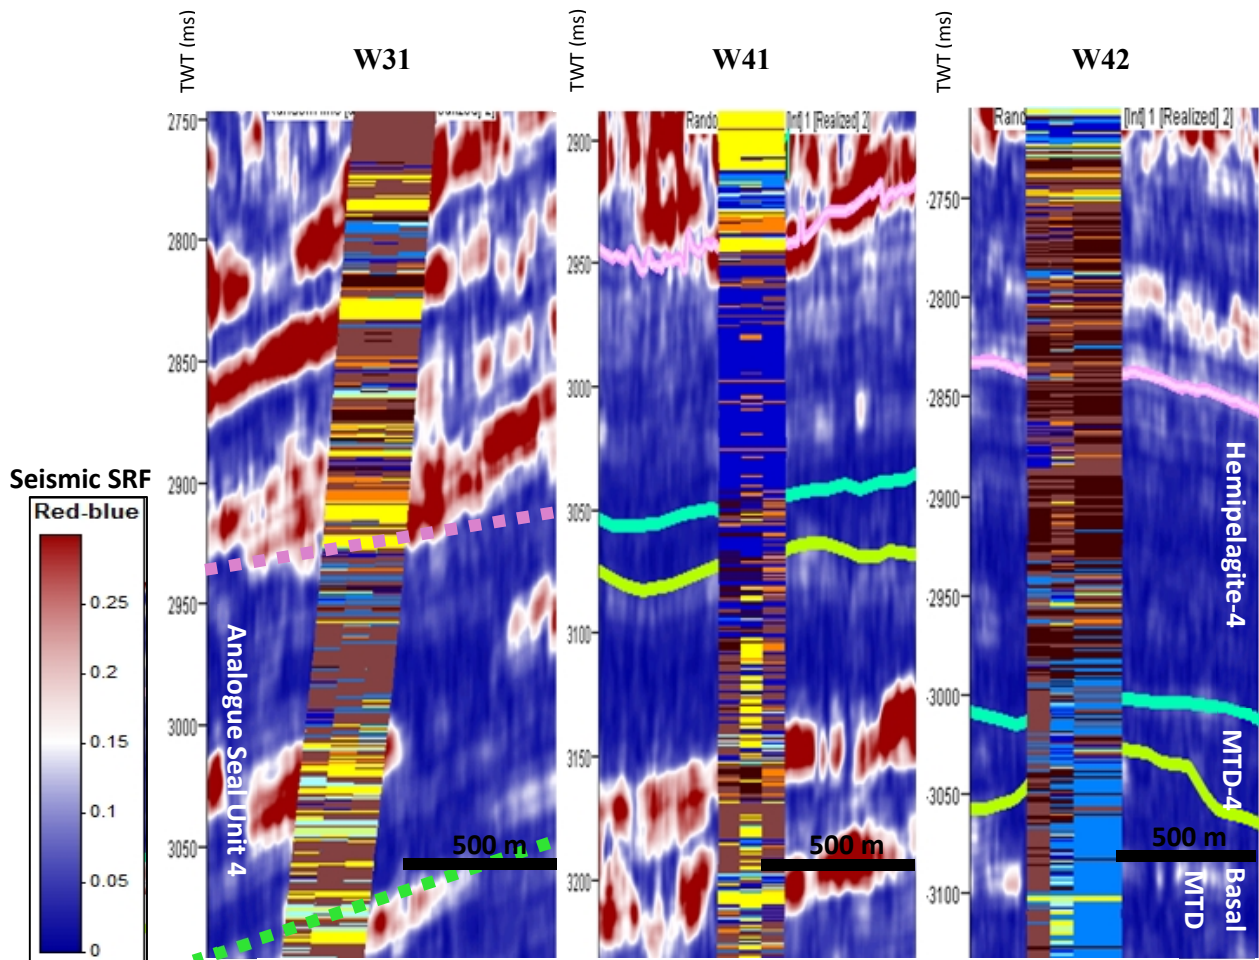 TWT (ms)
W31
TWT (ms)
W41
TWT (ms)
W42
Rando
[Int] 1 [Realized] 2]
Rand
[Int] 1 [Realized] 2]
2750
2800
2850
2900
2950
3000
3050
2900
2950
3000
3050
3100
3150
3200
-2750
-2800
-2850
-2900
-2950
-3000
-3050
-3100
Seismic SRF
Red-blue
0.25
0.2
0.15
0.1
0.05
0
Analogue Seal Unit 4
500 m
500 m
500 m
Hemipelagite-4
MTD-4
Basal
MTD